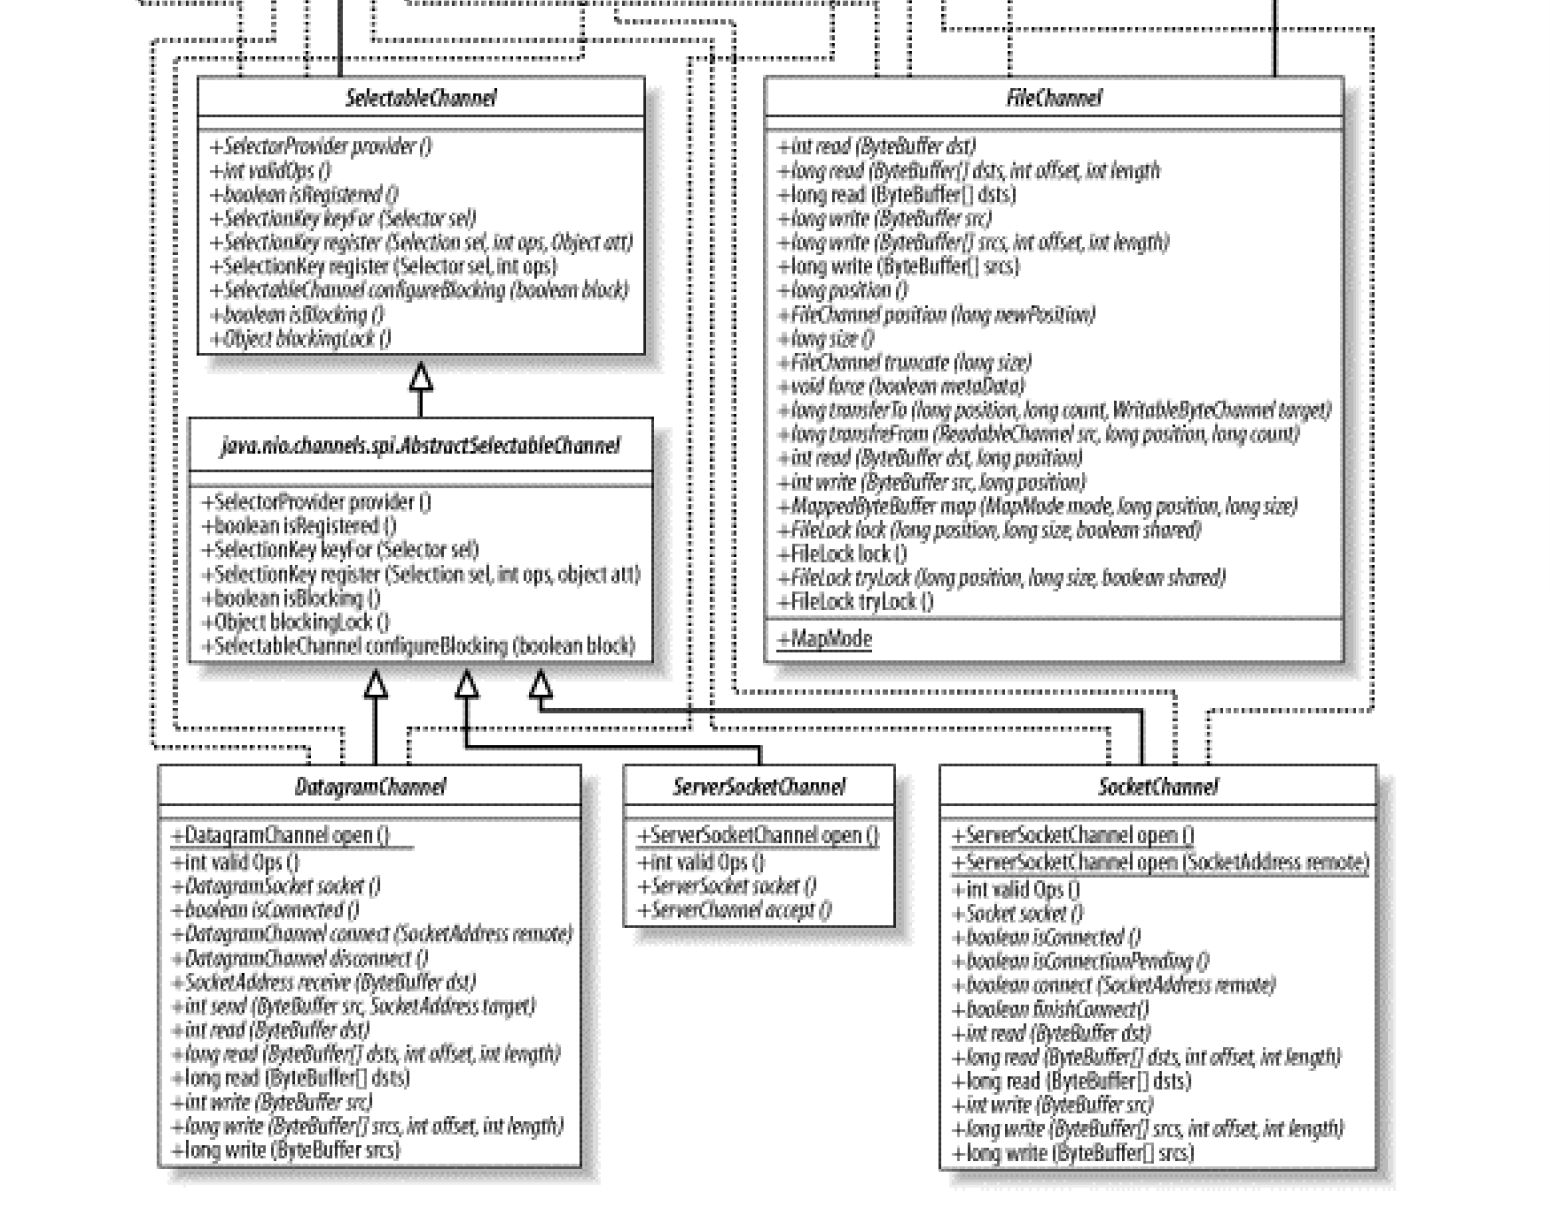 SelectableChannel
+SelectorProvider provider ()
+int validOps ()
+boolean isRegistered ()
+SelectionKey keyFor (Selector sel)
+SelectionKey register (Selection sel, int ops, Object att)
+SelectionKey register (Selector sel, int ops)
+SelectableChannel configureBlocking (boolean block)
+boolean isBlocking ()
+Object blockingLock ()
FileChannel
+int read (ByteBuffer dst)
+long read (ByteBuffer[] dsts, int offset, int length
+long read (ByteBuffer[] dsts)
+long write (ByteBuffer src)
+long write (ByteBuffer[] srcs, int offset, int length)
+long write (ByteBuffer[] srcs)
+long position ()
+FileChannel position (long newPosition)
+long size ()
+FileChannel truncate (long size)
+void force (boolean metaData)
+long transferTo (long position, long count, WritableByteChannel target)
+long transfreFrom (ReadableChannel src, long position, long count)
+int read (ByteBuffer dst, long position)
+int write (ByteBuffer src, long position)
+MappedByteBuffer map (MapMode mode, long position, long size)
+FileLock lock (long position, long size, boolean shared)
+FileLock lock ()
+FileLock tryLock (long position, long size, boolean shared)
+FileLock tryLock ()
+MapMode
java.nio.channels.spi.AbstractSelectableChannel
+SelectorProvider provider ()
+boolean isRegistered ()
+SelectionKey keyFor (Selector sel)
+SelectionKey register (Selection sel, int ops, object att)
+boolean isBlocking ()
+Object blockingLock ()
+SelectableChannel configureBlocking (boolean block)
DatagramChannel
+DatagramChannel open ()
+int valid Ops ()
+DatagramSocket socket ()
+boolean isConnected ()
+DatagramChannel connect (SocketAddress remote)
+DatagramChannel disconnect ()
+SocketAddress receive (ByteBuffer dst)
+int send (ByteBuffer src, SocketAddress target)
+int read (ByteBuffer dst)
+long read (ByteBuffer[] dsts, int offset, int length)
+long read (ByteBuffer[] dsts)
+int write (ByteBuffer src)
+long write (ByteBuffer[] srcs, int offset, int length)
+long write (ByteBuffer srcs)
ServerSocketChannel
+ServerSocketChannel open ()
+int valid Ops ()
+ServerSocket socket ()
+ServerChannel accept ()
SocketChannel
+ServerSocketChannel open ()
+ServerSocketChannel open (SocketAddress remote)
+int valid Ops ()
+Socket socket ()
+boolean isConnected ()
+boolean isConnectionPending ()
+boolean connect (SocketAddress remote)
+boolean finishConnect()
+int read (ByteBuffer dst)
+long read (ByteBuffer[] dsts, int offset, int length)
+long read (ByteBuffer[] dsts)
+int write (ByteBuffer src)
+long write (ByteBuffer[] srcs, int offset, int length)
+long write (ByteBuffer[] srcs)